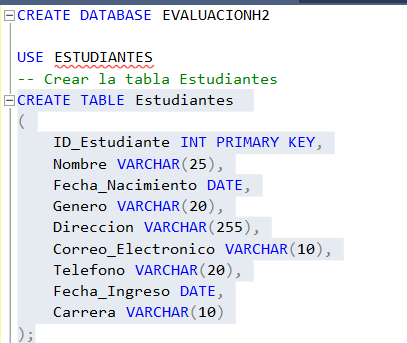 CREATE DATABASE EVALUACIONH2
USE ESTUDIANTES
-- Crear la tabla Estudiantes
CREATE TABLE Estudiantes
(
ID_Estudiante INT PRIMARY KEY,
Nombre VARCHAR(25),
Fecha_Nacimiento DATE,
Genero VARCHAR(20),
Direccion VARCHAR(255),
Correo_Electronico VARCHAR(10),
Telefono VARCHAR(20),
Fecha_Ingreso DATE,
Carrera VARCHAR(10)
);